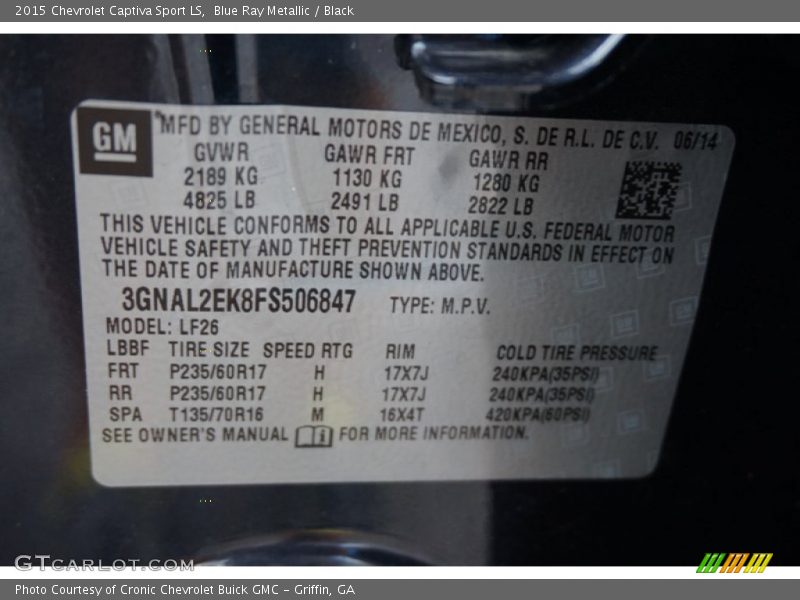 2015 Chevrolet Captiva Sport LS, Blue Ray Metallic / Black
GM
*MFD BY GENERAL MOTORS DE MEXICO, S. DE R.L. DE C.V. 06/14
GVWR GAWR FRT GAWR RR
2189 KG 1130 KG 1280 KG
4825 LB 2491 LB 2822 LB
THIS VEHICLE CONFORMS TO ALL APPLICABLE U.S. FEDERAL MOTOR
VEHICLE SAFETY AND THEFT PREVENTION STANDARDS IN EFFECT ON
THE DATE OF MANUFACTURE SHOWN ABOVE.
3GNAL2EK8FS506847 TYPE: M.P.V.
MODEL: LF26
LBBF TIRE SIZE SPEED RTG RIM COLD TIRE PRESSURE
FRT P235/60R17 H 17X7J 240KPA(35PSI)
RR P235/60R17 H 17X7J 240KPA(35PSI)
SPA T135/70R16 M 16X4T 420KPA(60PSI)
SEE OWNER'S MANUAL FOR MORE INFORMATION.
GTCARLOT.COM
Photo Courtesy of Cronic Chevrolet Buick GMC - Griffin, GA